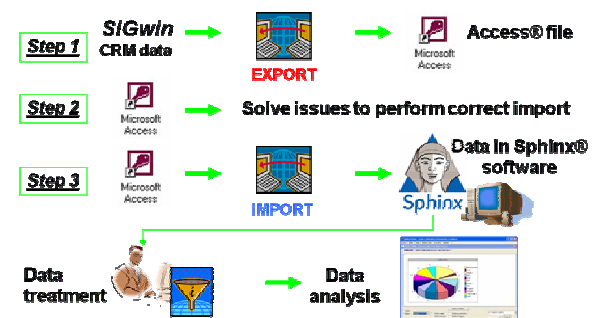 Step 1
SIGwin
CRM data
EXPORT
Microsoft
Access
Access® file
Step 2
Microsoft
Access
Solve issues to perform correct import
Step 3
Microsoft
Access
IMPORT
Sphinx
Data in Sphinx®
software
Data
treatment
Data
analysis